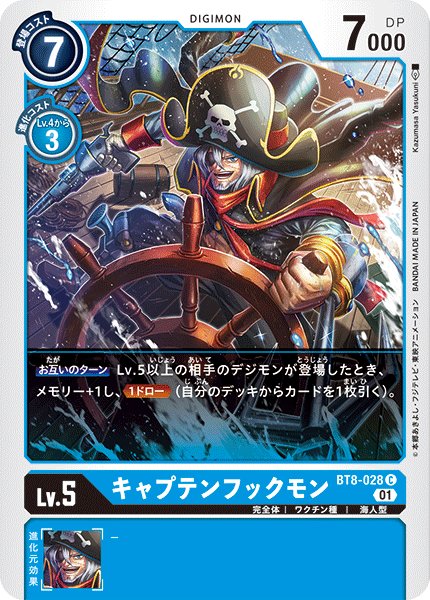 登場コスト
7
DIGIMON
7000
DP
進化コスト
Lv.4から
3
Kazumasa Yasukuni
©本郷あきよし・フジテレビ・東映アニメーション BANDAI MADE IN JAPAN
お互いのターン Lv.5以上の相手のデジモンが登場したとき、
メモリー+1し、1ドロー(自分のデッキからカードを1枚引く)。
Lv.5
キャプテンフックモン
BT8-028 C
01
完全体 | ワクチン種 | 海人型
進化元効果
–